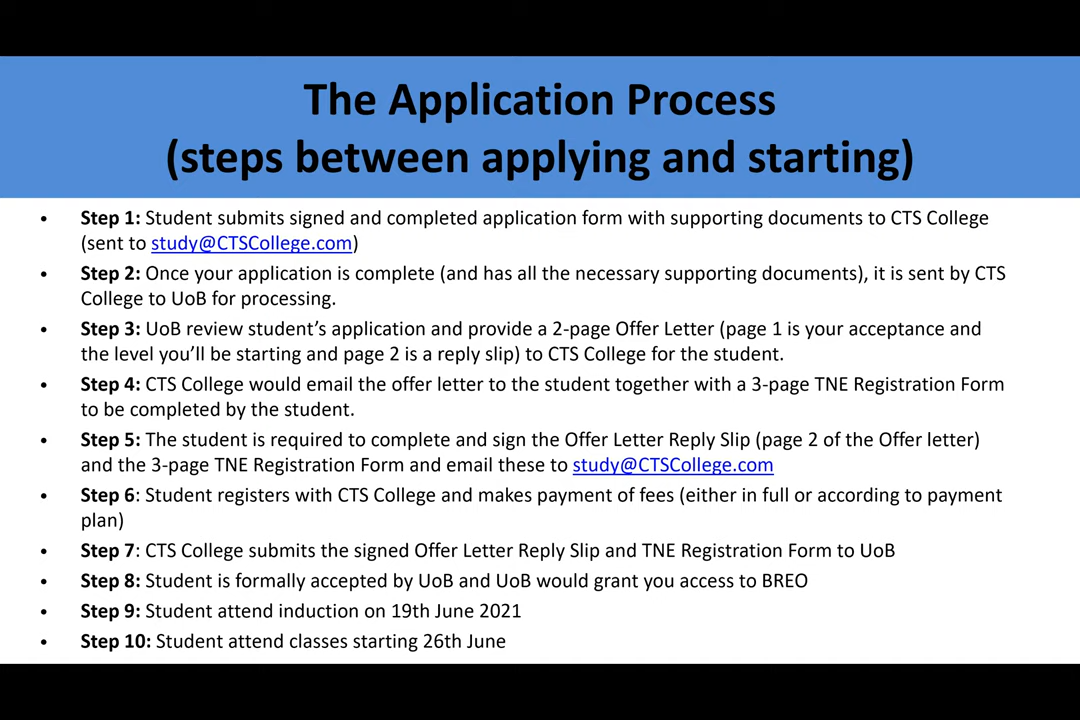 The Application Process
(steps between applying and starting)
• Step 1: Student submits signed and completed application form with supporting documents to CTS College
(sent to study@CTSCollege.com)
• Step 2: Once your application is complete (and has all the necessary supporting documents), it is sent by CTS
College to UoB for processing.
• Step 3: UoB review student’s application and provide a 2-page Offer Letter (page 1 is your acceptance and
the level you’ll be starting and page 2 is a reply slip) to CTS College for the student.
• Step 4: CTS College would email the offer letter to the student together with a 3-page TNE Registration Form
to be completed by the student.
• Step 5: The student is required to complete and sign the Offer Letter Reply Slip (page 2 of the Offer letter)
and the 3-page TNE Registration Form and email these to study@CTSCollege.com
• Step 6: Student registers with CTS College and makes payment of fees (either in full or according to payment
plan)
• Step 7: CTS College submits the signed Offer Letter Reply Slip and TNE Registration Form to UoB
• Step 8: Student is formally accepted by UoB and UoB would grant you access to BREO
• Step 9: Student attend induction on 19th June 2021
• Step 10: Student attend classes starting 26th June